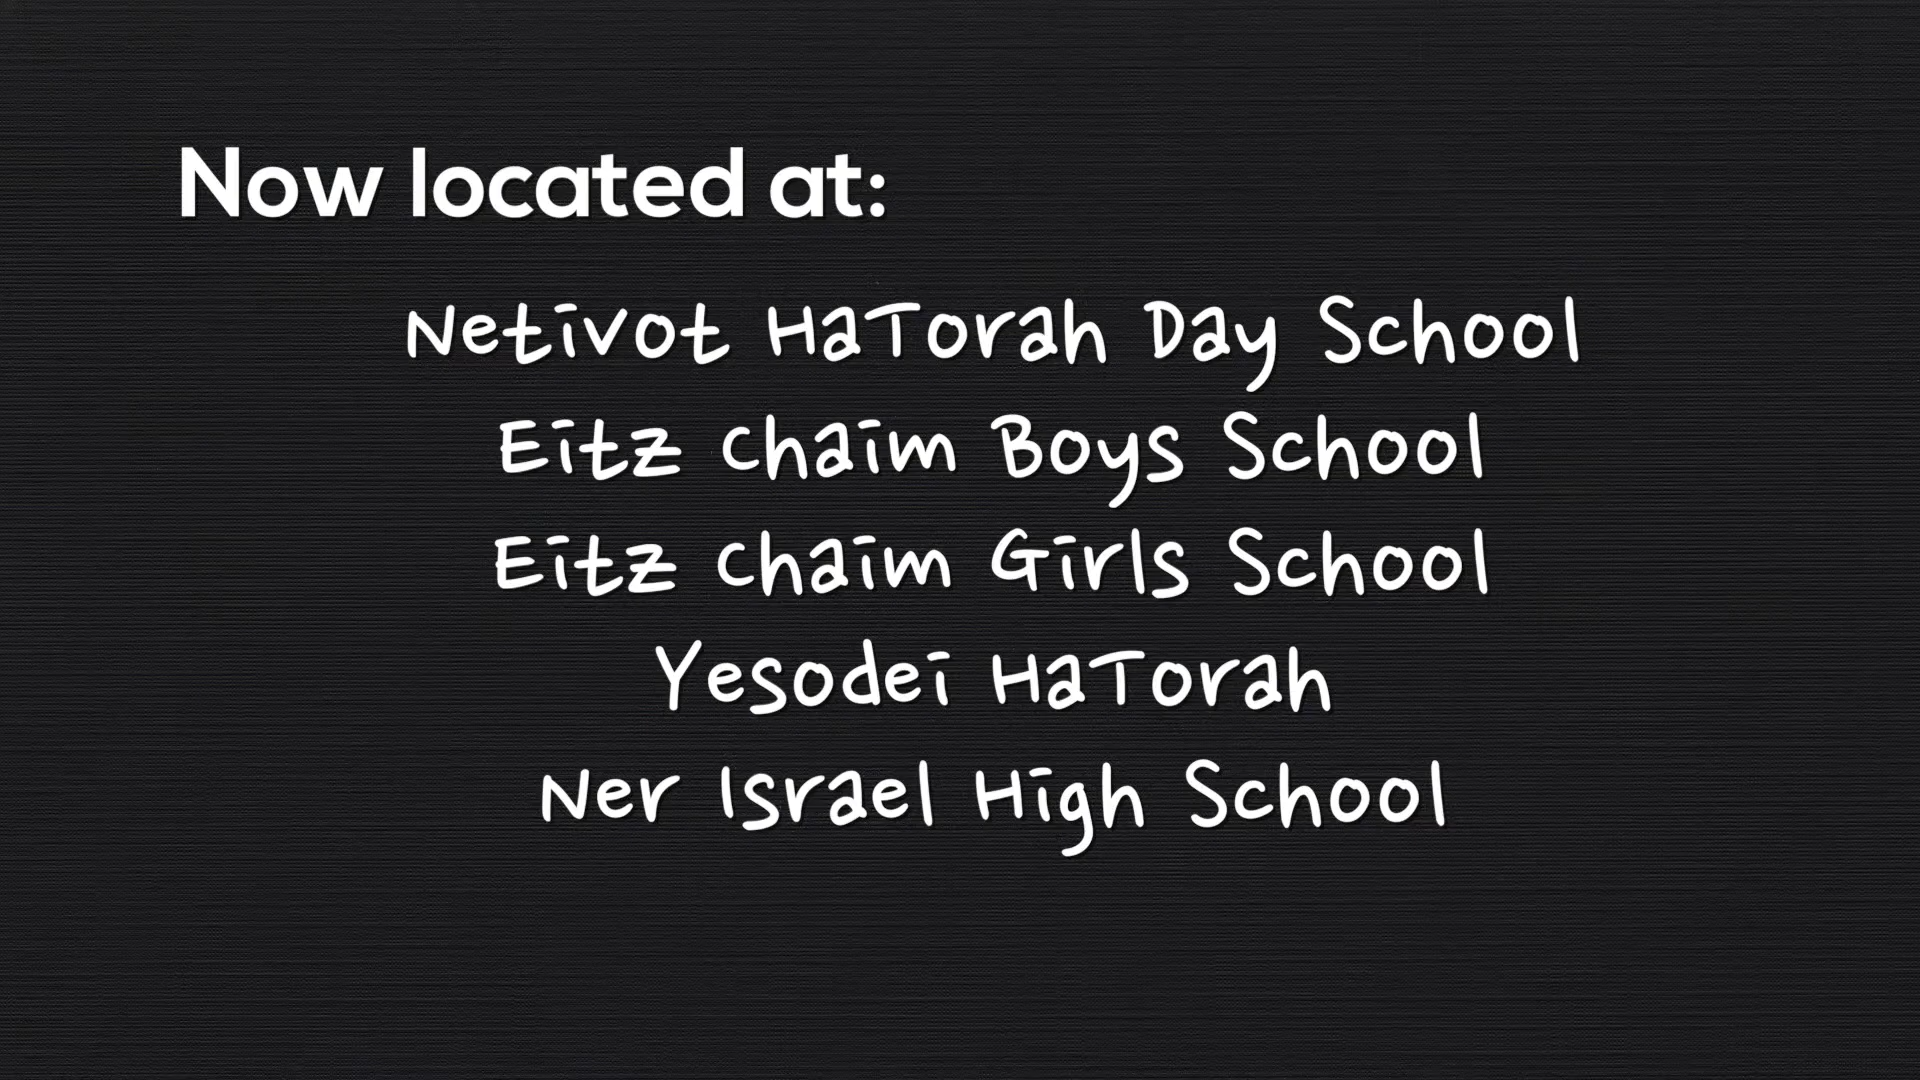 Now located at:
Netivot HaTorah Day School
Eitz Chaim Boys School
Eitz Chaim Girls School
Yesodei HaTorah
Ner Israel High School